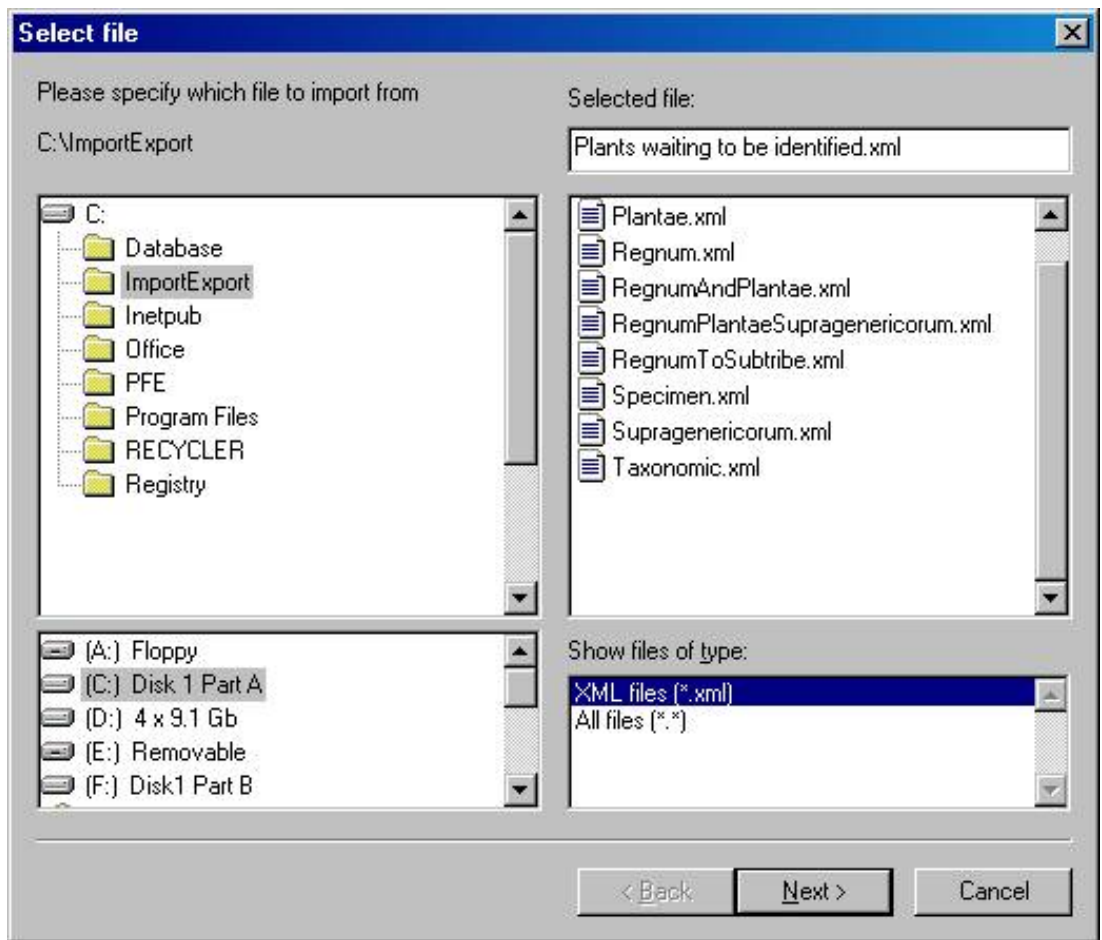 Select file
Please specify which file to import from
C:\ImportExport
Selected file:
Plants waiting to be identified.xml
C:
Database
ImportExport
Inetpub
Office
PFE
Program Files
RECYCLER
Registry
Plantae.xml
Regnum.xml
RegnumAndPlantae.xml
RegnumPlantaeSupragenericorum.xml
RegnumToSubtribe.xml
Specimen.xml
Supragenericorum.xml
Taxonomic.xml
(A:) Floppy
(C:) Disk 1 Part A
(D:) 4 x 9.1 Gb
(E:) Removable
(F:) Disk1 Part B
Show files of type:
XML files (*.xml)
All files (*.*)
< Back
Next >
Cancel